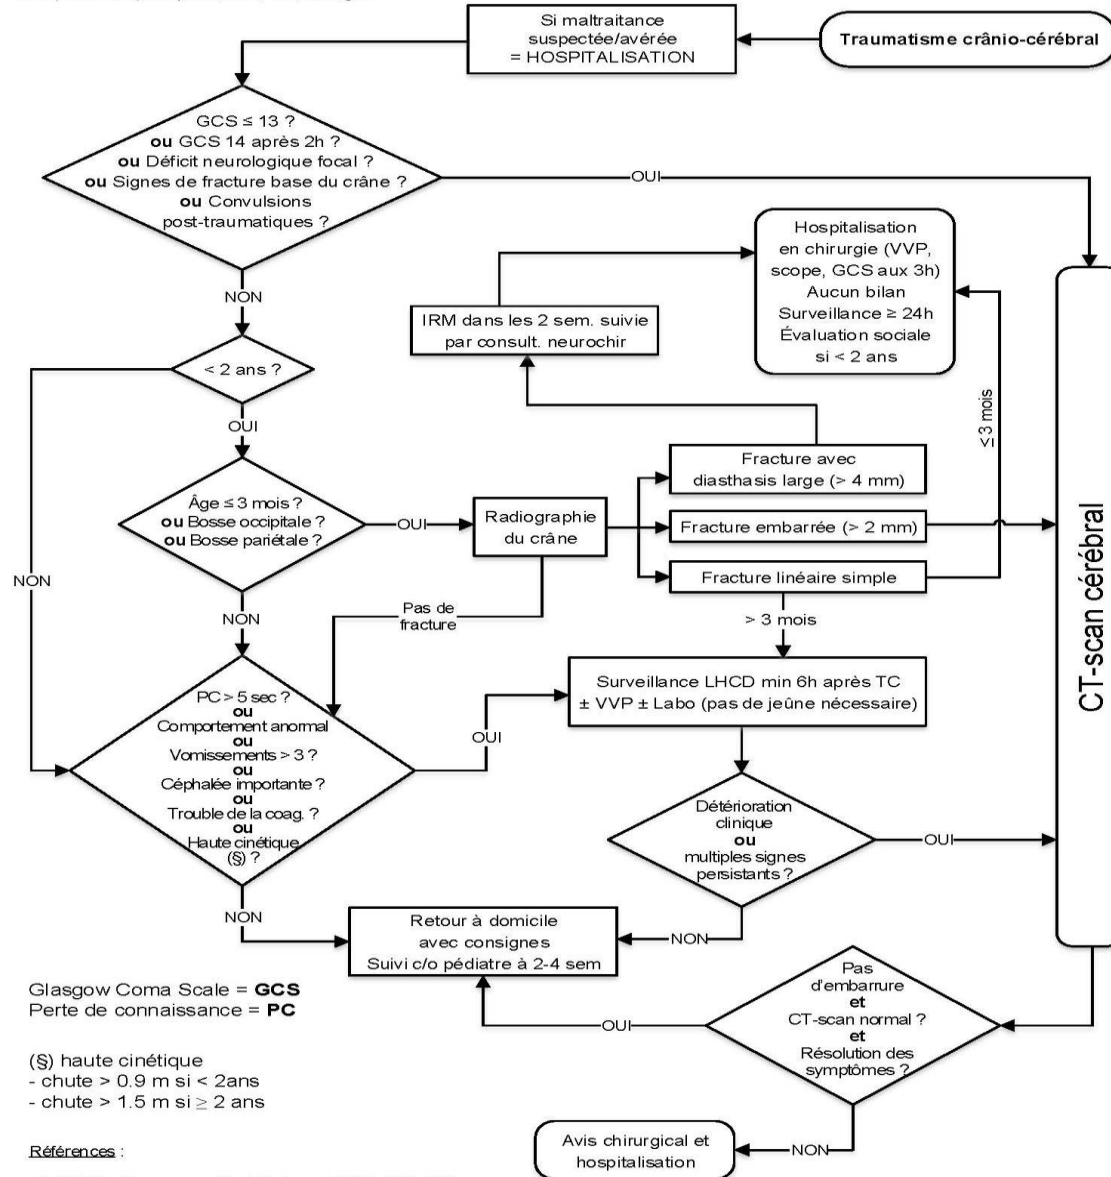 Si maltraitance
suspectée/avérée
= HOSPITALISATION
Traumatisme crânio-cérébral
GCS ≤ 13 ?
ou GCS 14 après 2h ?
ou Déficit neurologique focal ?
ou Signes de fracture base du crâne ?
ou Convulsions
post-traumatiques ?
OUI
NON
Hospitalisation
en chirurgie (VVP,
scope, GCS aux 3h)
Aucun bilan
Surveillance ≥ 24h
Évaluation sociale
si < 2 ans
IRM dans les 2 sem. suivie
par consult. neurochir
< 2 ans ?
OUI
NON
≤ 3 mois
Fracture avec
diasthasis large (> 4 mm)
Âge ≤ 3 mois ?
ou Bosse occipitale ?
ou Bosse pariétale ?
OUI
Radiographie
du crâne
Fracture embarrée (> 2 mm)
Fracture linéaire simple
CT-scan cérébral
NON
Pas de
fracture
> 3 mois
Surveillance LHCD min 6h après TC
± VVP ± Labo (pas de jeûne nécessaire)
PC > 5 sec ?
ou
Comportement anormal
ou
Vomissements > 3 ?
ou
Céphalée importante ?
ou
Trouble de la coag. ?
ou
Haute cinétique
(§) ?
OUI
Détérioration
clinique
ou
multiples signes
persistants ?
OUI
NON
NON
Retour à domicile
avec consignes
Suivi c/o pédiatre à 2-4 sem
Pas
d'embarrure
et
CT-scan normal ?
et
Résolution des
symptômes ?
OUI
NON
Avis chirurgical et
hospitalisation
Glasgow Coma Scale = GCS
Perte de connaissance = PC
(§) haute cinétique
- chute > 0.9 m si < 2ans
- chute > 1.5 m si ≥ 2 ans
Références :